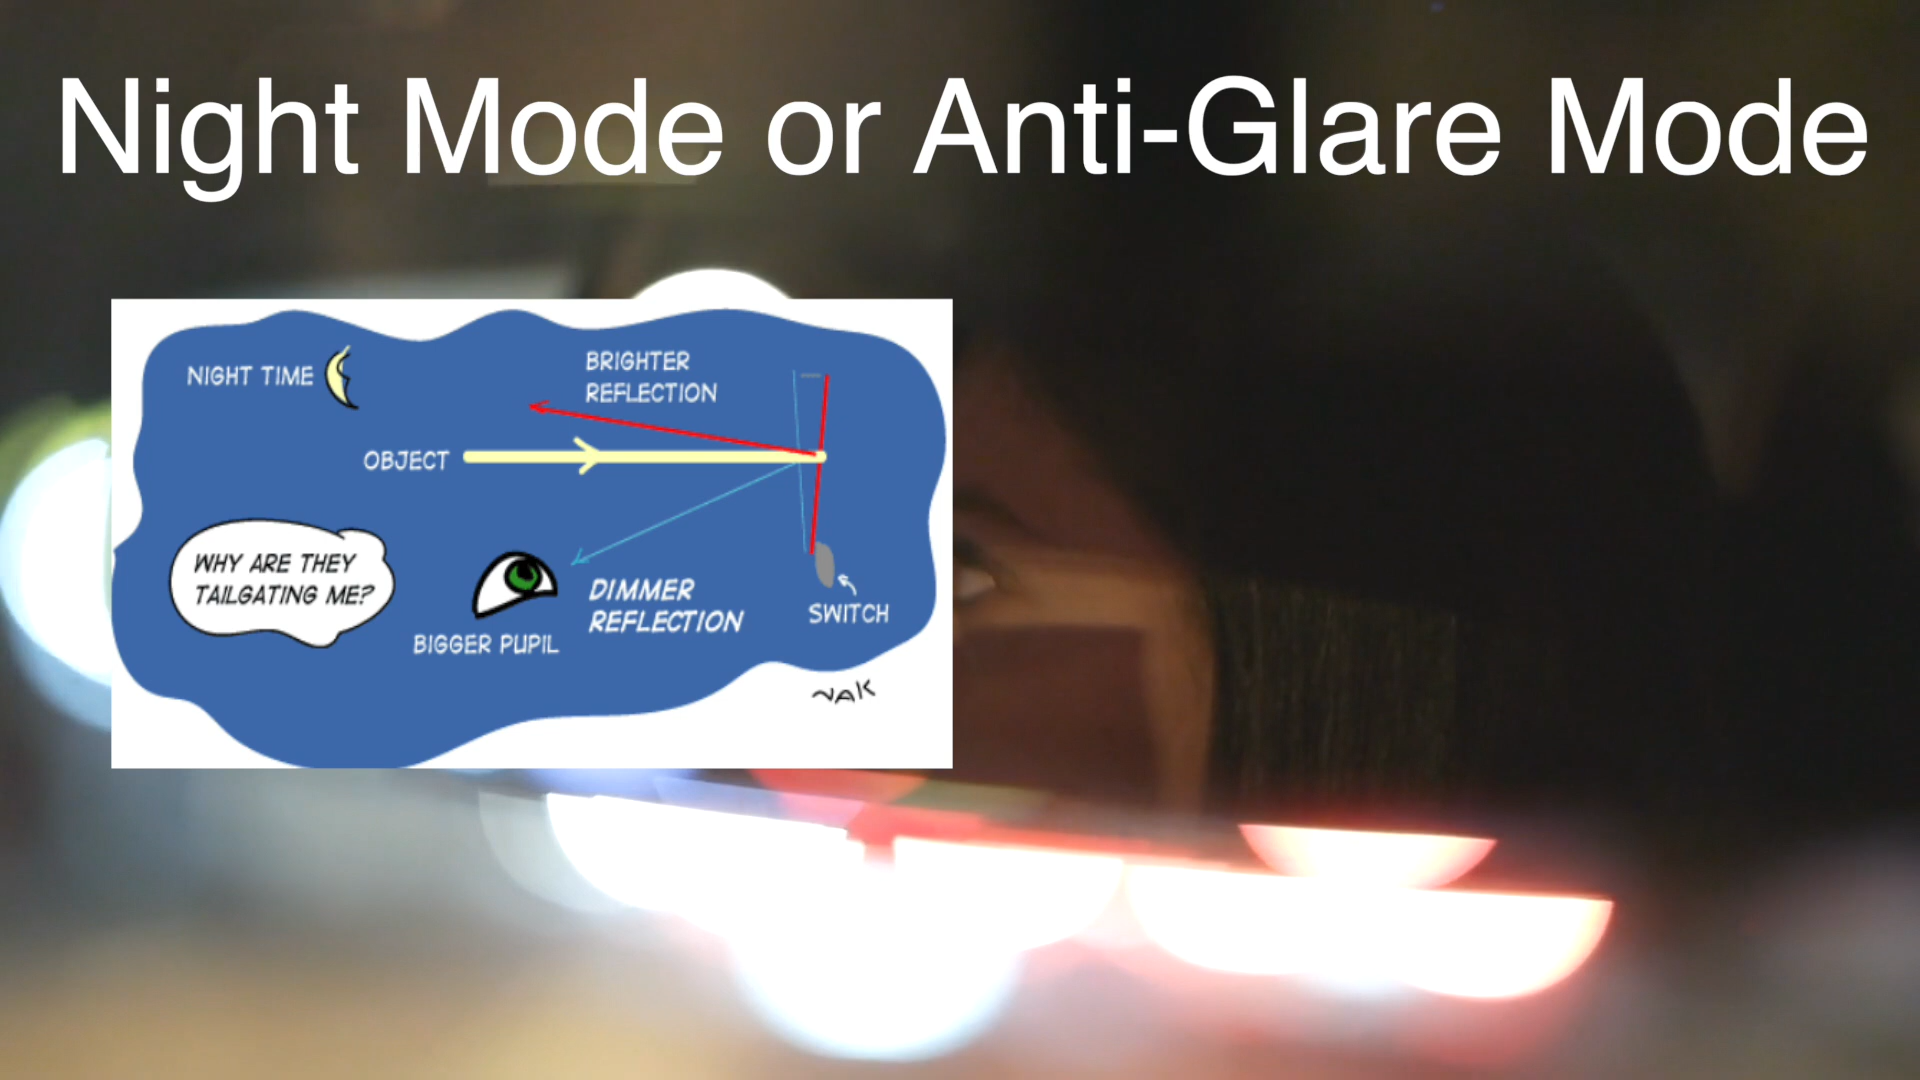 Night Mode or Anti-Glare Mode
NIGHT TIME
BRIGHTER
REFLECTION
OBJECT
WHY ARE THEY
TAILGATING ME?
BIGGER PUPIL
DIMMER
REFLECTION
SWITCH
NAK